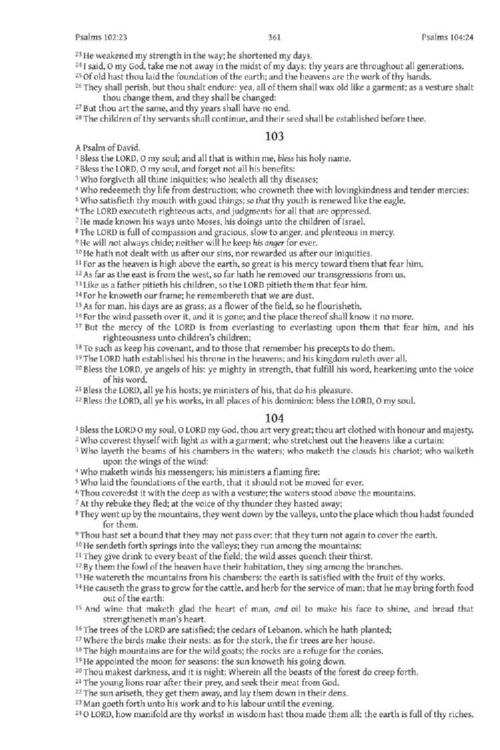 Psalms 102:23 361 Psalms 104:24
23 He weakened my strength in the way; he shortened my days.
24 I said, O my God, take me not away in the midst of my days: thy years are throughout all generations.
25 Of old hast thou laid the foundation of the earth; and the heavens are the work of thy hands.
26 They shall perish, but thou shalt endure: yea, all of them shall wax old like a garment; as a vesture shalt
thou change them, and they shall be changed:
27 But thou art the same, and thy years shall have no end.
28 The children of thy servants shall continue, and their seed shall be established before thee.
103
A Psalm of David.
1 Bless the LORD, O my soul; and all that is within me, bless his holy name.
2 Bless the LORD, O my soul, and forget not all his benefits:
3 Who forgiveth all thine iniquities; who healeth all thy diseases;
4 Who redeemeth thy life from destruction; who crowneth thee with lovingkindness and tender mercies:
5 Who satisfieth thy mouth with good things; so that thy youth is renewed like the eagle.
6 The LORD executeth righteous acts, and judgments for all that are oppressed.
7 He made known his ways unto Moses, his doings unto the children of Israel.
8 The LORD is full of compassion and gracious, slow to anger, and plenteous in mercy.
9 He will not always chide; neither will he keep his anger for ever.
10 He hath not dealt with us after our sins, nor rewarded us after our iniquities.
11 For as the heaven is high above the earth, so great is his mercy toward them that fear him.
12 As far as the east is from the west, so far hath he removed our transgressions from us.
13 Like as a father pitieth his children, so the LORD pitieth them that fear him.
14 For he knoweth our frame; he remembereth that we are dust.
15 As for man, his days are as grass; as a flower of the field, so he flourisheth.
16 For the wind passeth over it, and it is gone; and the place thereof shall know it no more.
17 But the mercy of the LORD is from everlasting to everlasting upon them that fear him, and his
righteousness unto children's children;
18 To such as keep his covenant, and to those that remember his precepts to do them.
19 The LORD hath established his throne in the heavens; and his kingdom ruleth over all.
20 Bless the LORD, ye angels of his: ye mighty in strength, that fulfill his word, hearkening unto the voice
of his word.
21 Bless the LORD, all ye his hosts; ye ministers of his, that do his pleasure.
22 Bless the LORD, all ye his works, in all places of his dominion: bless the LORD, O my soul.
104
1 Bless the LORD O my soul. O LORD my God, thou art very great; thou art clothed with honour and majesty.
2 Who coverest thyself with light as with a garment; who stretchest out the heavens like a curtain:
3 Who layeth the beams of his chambers in the waters; who maketh the clouds his chariot; who walketh
upon the wings of the wind:
4 Who maketh winds his messengers; his ministers a flaming fire:
5 Who laid the foundations of the earth, that it should not be moved for ever.
6 Thou coveredst it with the deep as with a vesture; the waters stood above the mountains.
7 At thy rebuke they fled; at the voice of thy thunder they hasted away;
8 They went up by the mountains, they went down by the valleys, unto the place which thou hadst founded
for them.
9 Thou hast set a bound that they may not pass over; that they turn not again to cover the earth.
10 He sendeth forth springs into the valleys; they run among the mountains:
11 They give drink to every beast of the field; the wild asses quench their thirst.
12 By them the fowl of the heaven have their habitation, they sing among the branches.
13 He watereth the mountains from his chambers: the earth is satisfied with the fruit of thy works.
14 He causeth the grass to grow for the cattle, and herb for the service of man; that he may bring forth food
out of the earth:
15 And wine that maketh glad the heart of man, and oil to make his face to shine, and bread that
strengtheneth man's heart.
16 The trees of the LORD are satisfied; the cedars of Lebanon, which he hath planted;
17 Where the birds make their nests: as for the stork, the fir trees are her house.
18 The high mountains are for the wild goats; the rocks are a refuge for the conies.
19 He appointed the moon for seasons: the sun knoweth his going down.
20 Thou makest darkness, and it is night; Wherein all the beasts of the forest do creep forth.
21 The young lions roar after their prey, and seek their meat from God.
22 The sun ariseth, they get them away, and lay them down in their dens.
23 Man goeth forth unto his work and to his labour until the evening.
24 O LORD, how manifold are thy works! in wisdom hast thou made them all: the earth is full of thy riches.